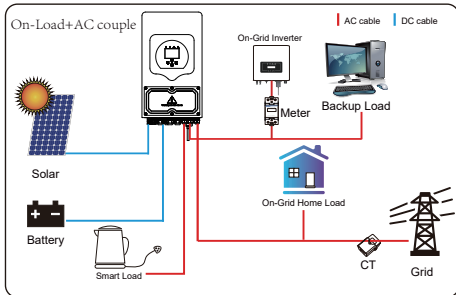 On-Load+AC couple
AC cable
DC cable
On-Grid Inverter
Meter
Backup Load
Solar
On-Grid Home Load
Battery
Smart Load
CT
Grid